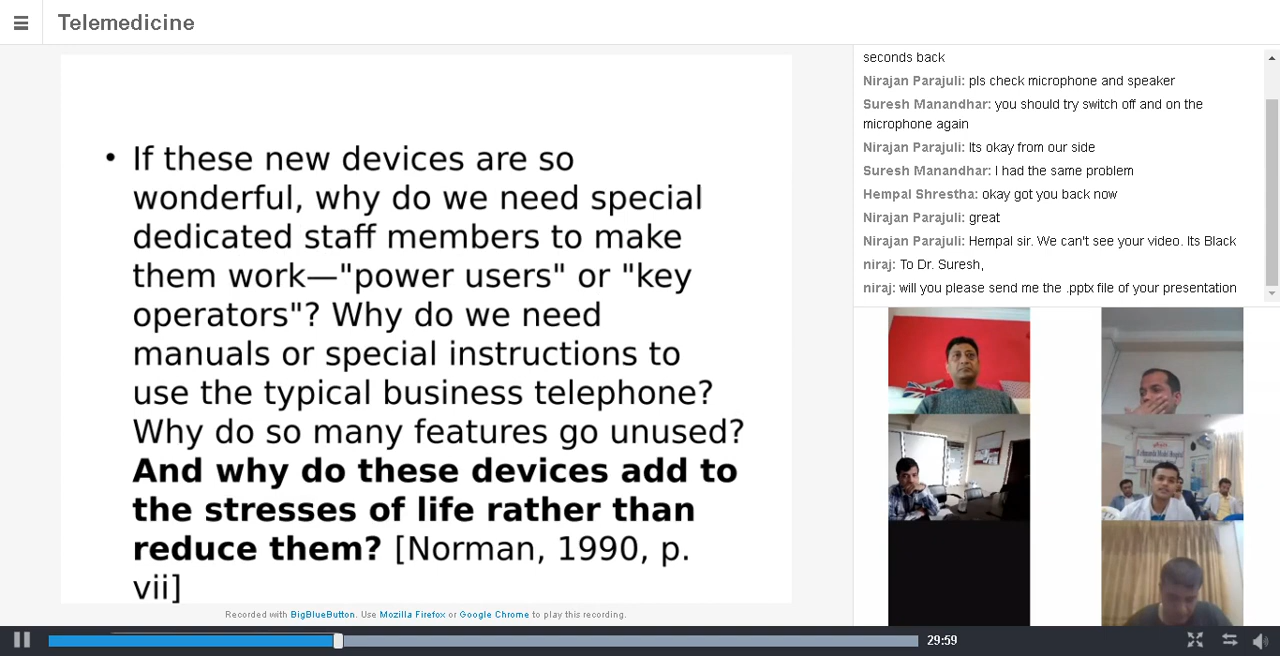 Telemedicine
• If these new devices are so
wonderful, why do we need special
dedicated staff members to make
them work—"power users" or "key
operators"? Why do we need
manuals or special instructions to
use the typical business telephone?
Why do so many features go unused?
And why do these devices add to
the stresses of life rather than
reduce them? [Norman, 1990, p.
vii]
Recorded with BigBlueButton. Use Mozilla Firefox or Google Chrome to play this recording.
seconds back
Nirajan Parajuli: pls check microphone and speaker
Suresh Manandhar: you should try switch off and on the
microphone again
Nirajan Parajuli: Its okay from our side
Suresh Manandhar: I had the same problem
Hempal Shrestha: okay got you back now
Nirajan Parajuli: great
Nirajan Parajuli: Hempal sir. We can't see your video. Its Black
niraj: To Dr. Suresh,
niraj: will you please send me the .pptx file of your presentation
29:59